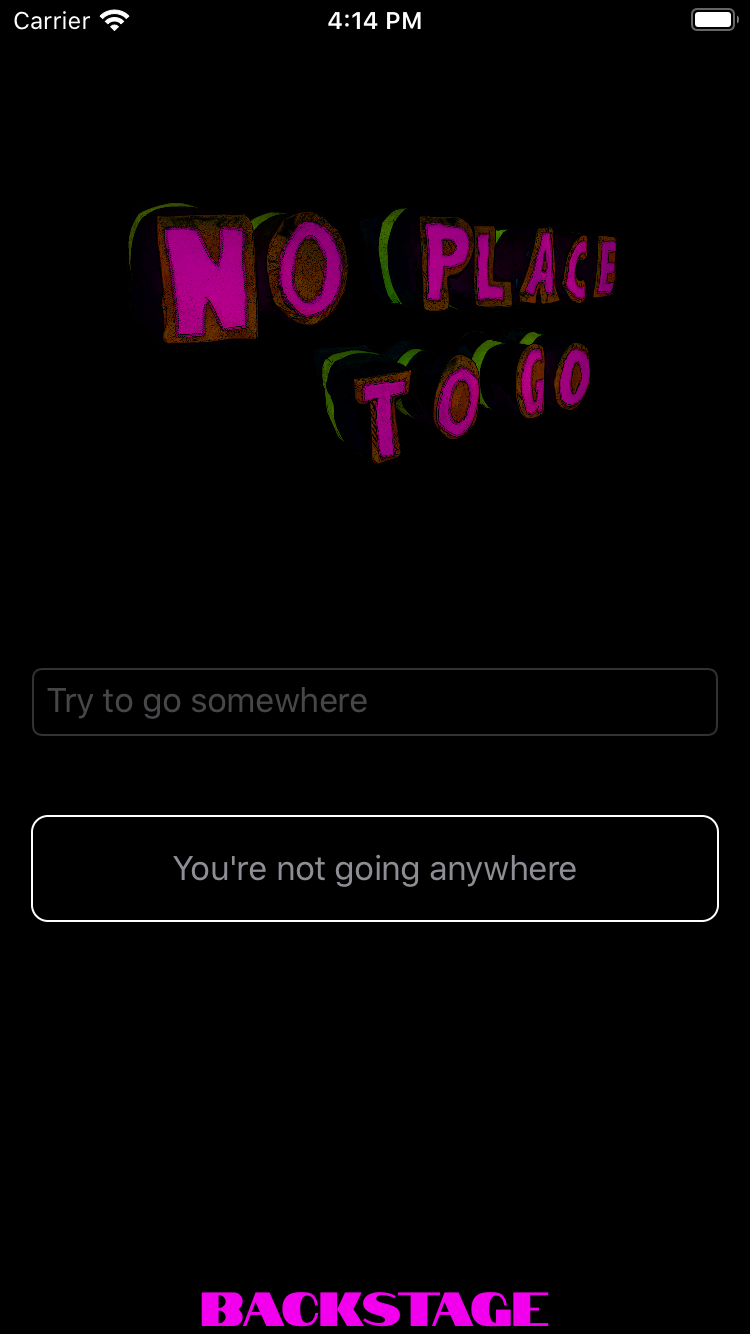 Carrier 4:14 PM
NO PLACE
TO GO
Try to go somewhere
You're not going anywhere
BACKSTAGE